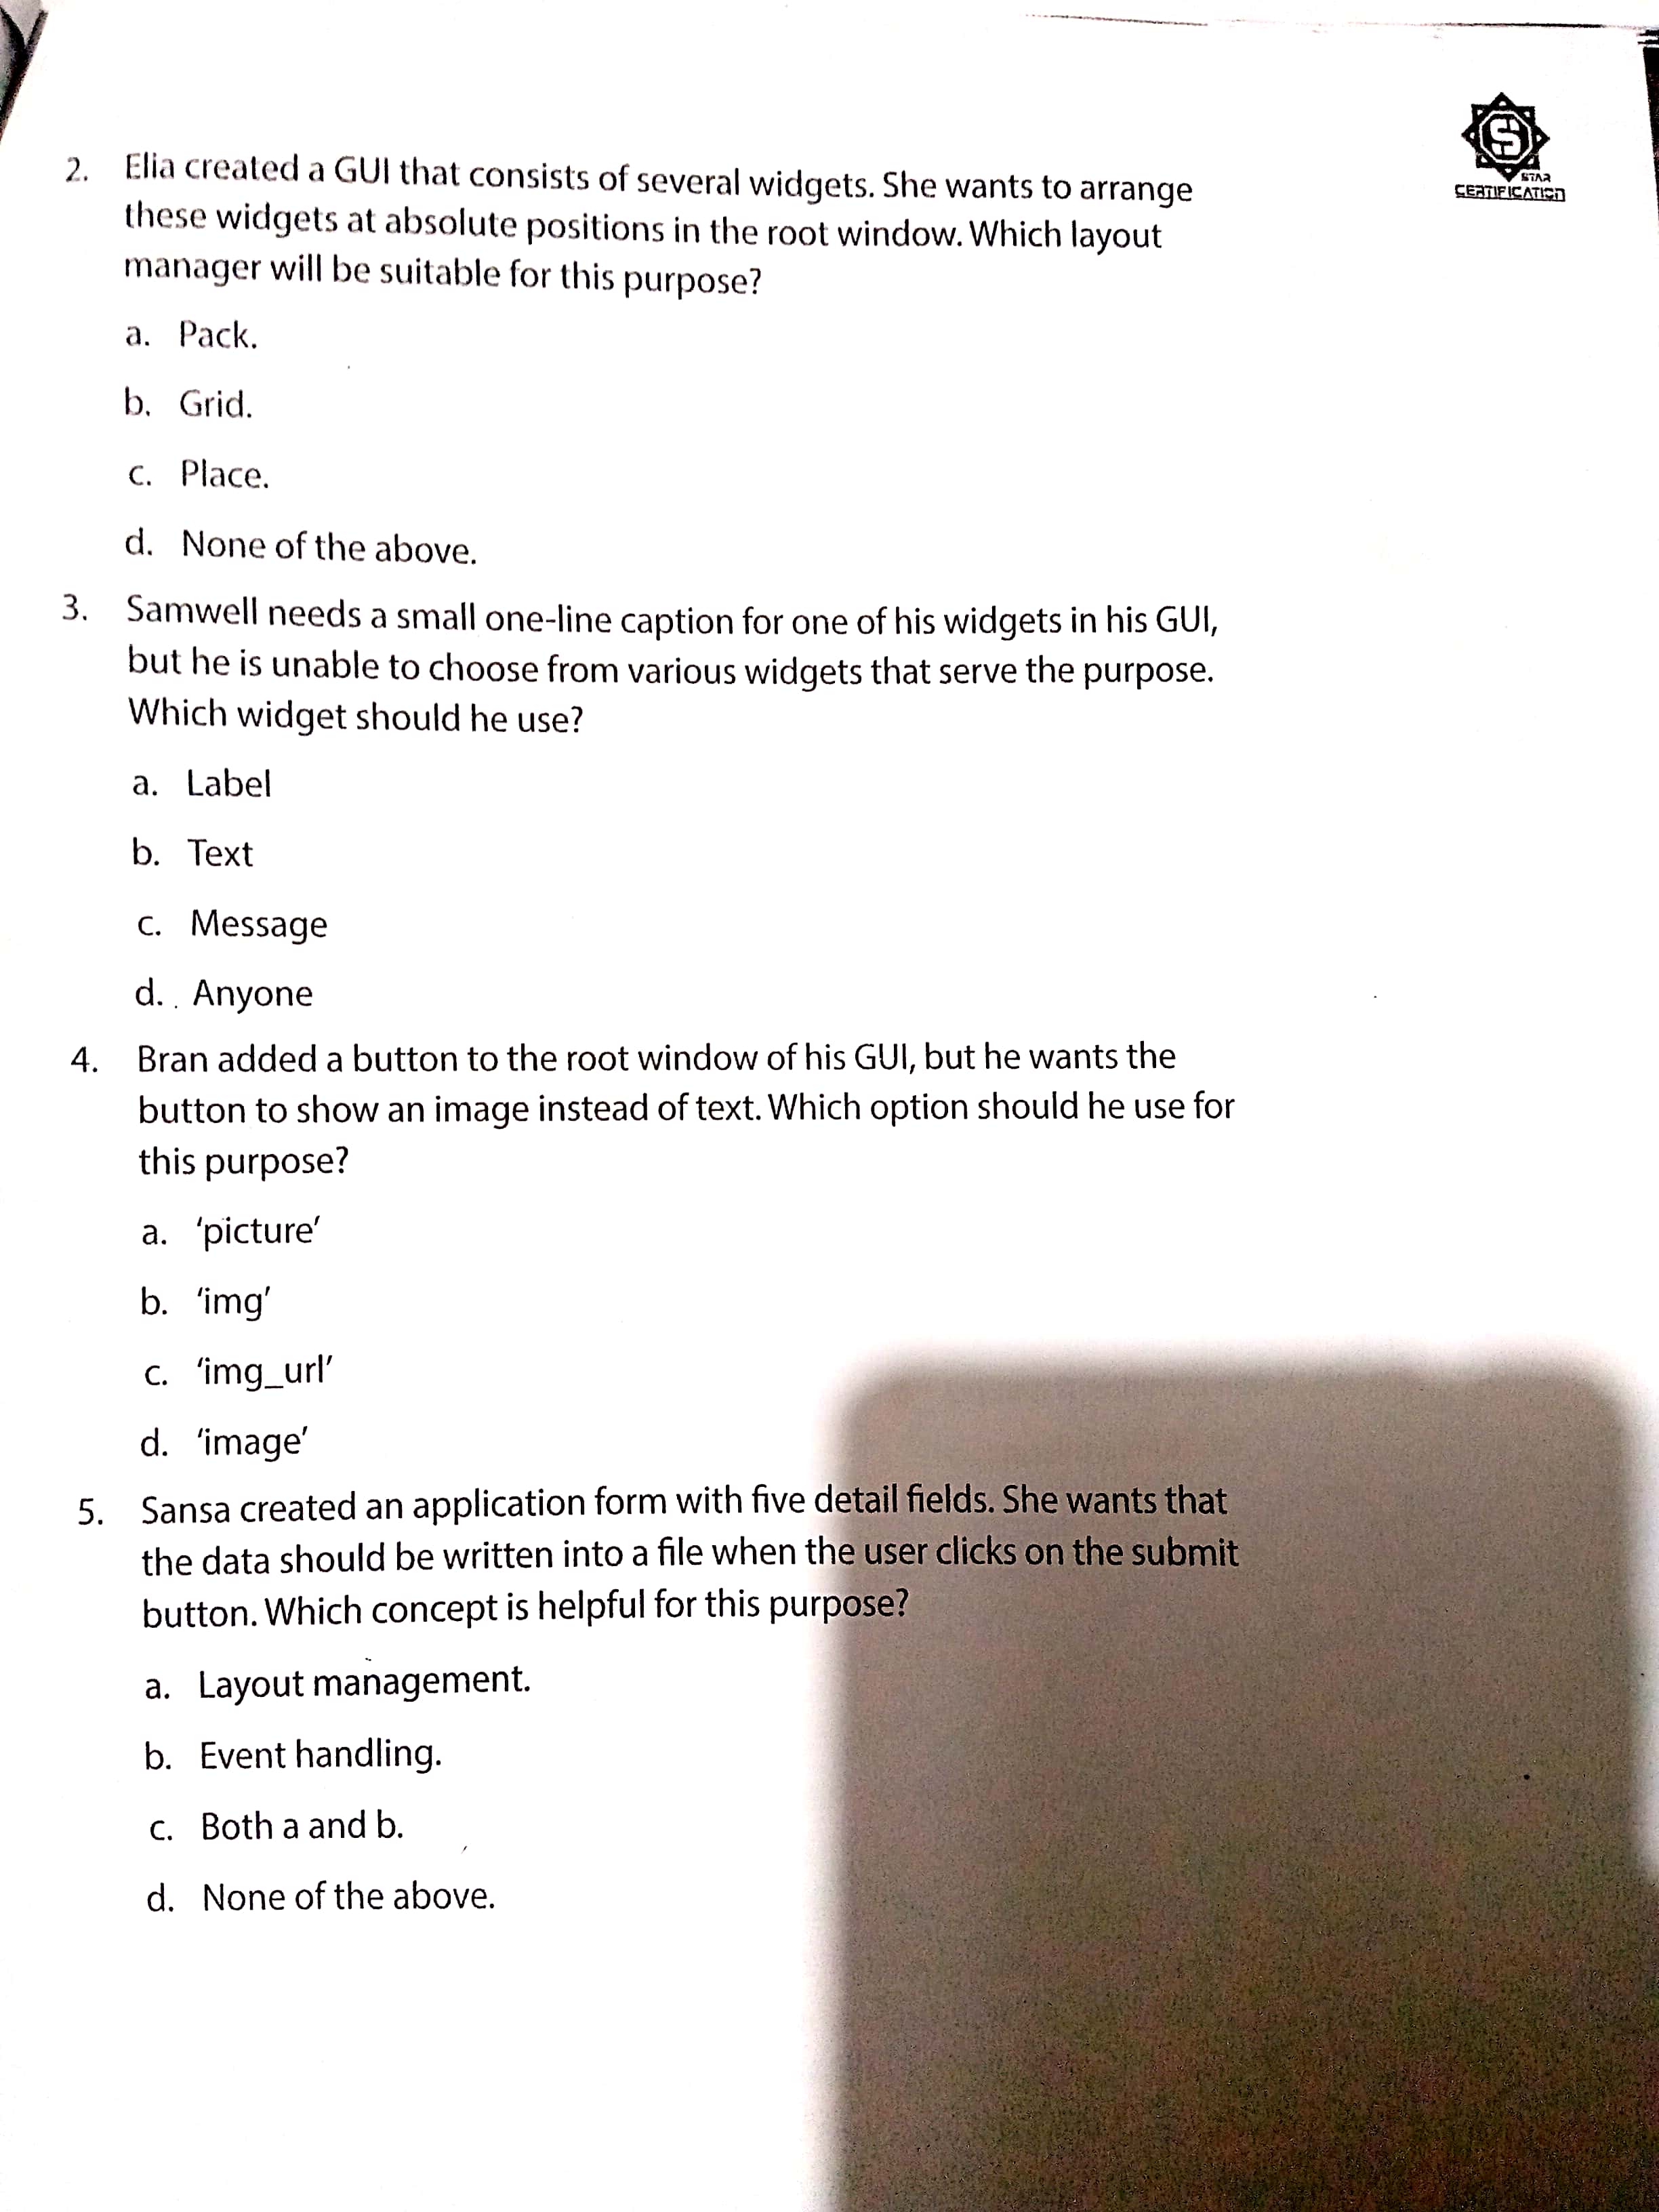 STAR
CERTIFICATION
2. Elia created a GUI that consists of several widgets. She wants to arrange
these widgets at absolute positions in the root window. Which layout
manager will be suitable for this purpose?
a. Pack.
b. Grid.
c. Place.
d. None of the above.
3. Samwell needs a small one-line caption for one of his widgets in his GUI,
but he is unable to choose from various widgets that serve the purpose.
Which widget should he use?
a. Label
b. Text
c. Message
d. Anyone
4. Bran added a button to the root window of his GUI, but he wants the
button to show an image instead of text. Which option should he use for
this purpose?
a. ‘picture’
b. ‘img’
c. ‘img_url’
d. ‘image’
5. Sansa created an application form with five detail fields. She wants that
the data should be written into a file when the user clicks on the submit
button. Which concept is helpful for this purpose?
a. Layout management.
b. Event handling.
c. Both a and b.
d. None of the above.